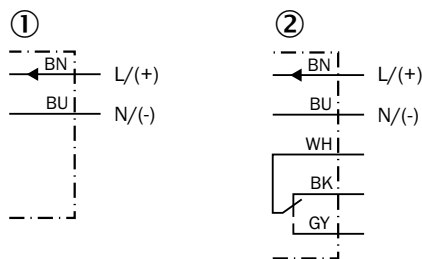 ①
BN L/(+)
BU N/(-)
②
BN L/(+)
BU N/(-)
WH
BK
GY